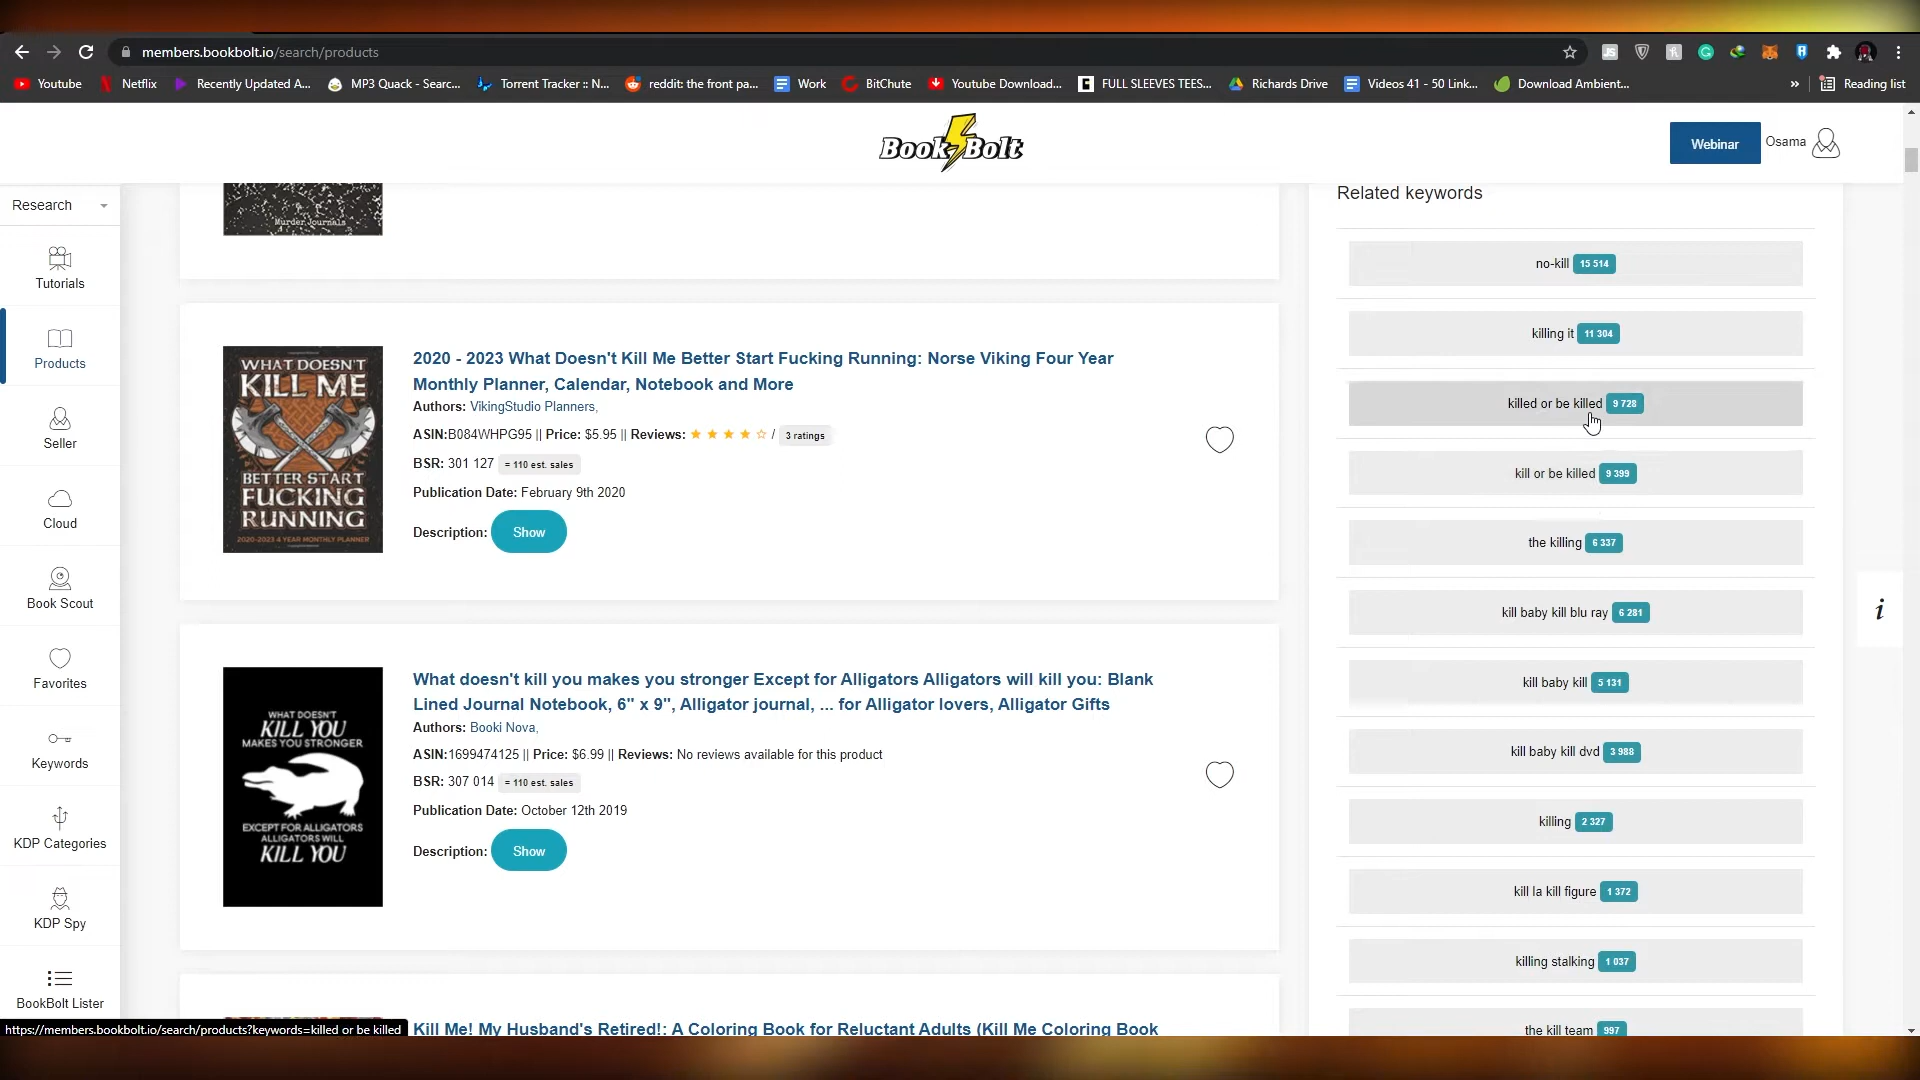 members.bookbolt.io/search/products
Youtube
Netflix
Recently Updated A...
MP3 Quack - Searc...
Torrent Tracker :: N...
reddit: the front pa...
Work
BitChute
Youtube Download...
FULL SLEEVES TEES...
Richards Drive
Videos 41 - 50 Link...
Download Ambient...
»
Reading list
Book Bolt
Webinar
Osama
Research
Tutorials
Products
Seller
Cloud
Book Scout
Favorites
Keywords
KDP Categories
KDP Spy
BookBolt Lister
Murder Journals
WHAT DOESN'T
KILL ME
BETTER START
FUCKING
RUNNING
2020-2023 4 YEAR MONTHLY PLANNER
2020 - 2023 What Doesn't Kill Me Better Start Fucking Running: Norse Viking Four Year
Monthly Planner, Calendar, Notebook and More
Authors: VikingStudio Planners,
ASIN:B084WHPG95 || Price: $5.95 || Reviews: / 3 ratings
BSR: 301 127 = 110 est. sales
Publication Date: February 9th 2020
Description: Show
WHAT DOESN'T
KILL YOU
MAKES YOU STRONGER
EXCEPT FOR ALLIGATORS
ALLIGATORS WILL
KILL YOU
What doesn't kill you makes you stronger Except for Alligators Alligators will kill you: Blank
Lined Journal Notebook, 6" x 9", Alligator journal, ... for Alligator lovers, Alligator Gifts
Authors: Booki Nova,
ASIN:1699474125 || Price: $6.99 || Reviews: No reviews available for this product
BSR: 307 014 = 110 est. sales
Publication Date: October 12th 2019
Description: Show
Kill Me! My Husband's Retired!: A Coloring Book for Reluctant Adults (Kill Me Coloring Book
Related keywords
no-kill 15 514
killing it 11 304
killed or be killed 9 728
kill or be killed 9 399
the killing 6 337
kill baby kill blu ray 6 281
kill baby kill 5 131
kill baby kill dvd 3 988
killing 2 327
kill la kill figure 1 372
killing stalking 1 037
the kill team 997
i
https://members.bookbolt.io/search/products?keywords=killed or be killed